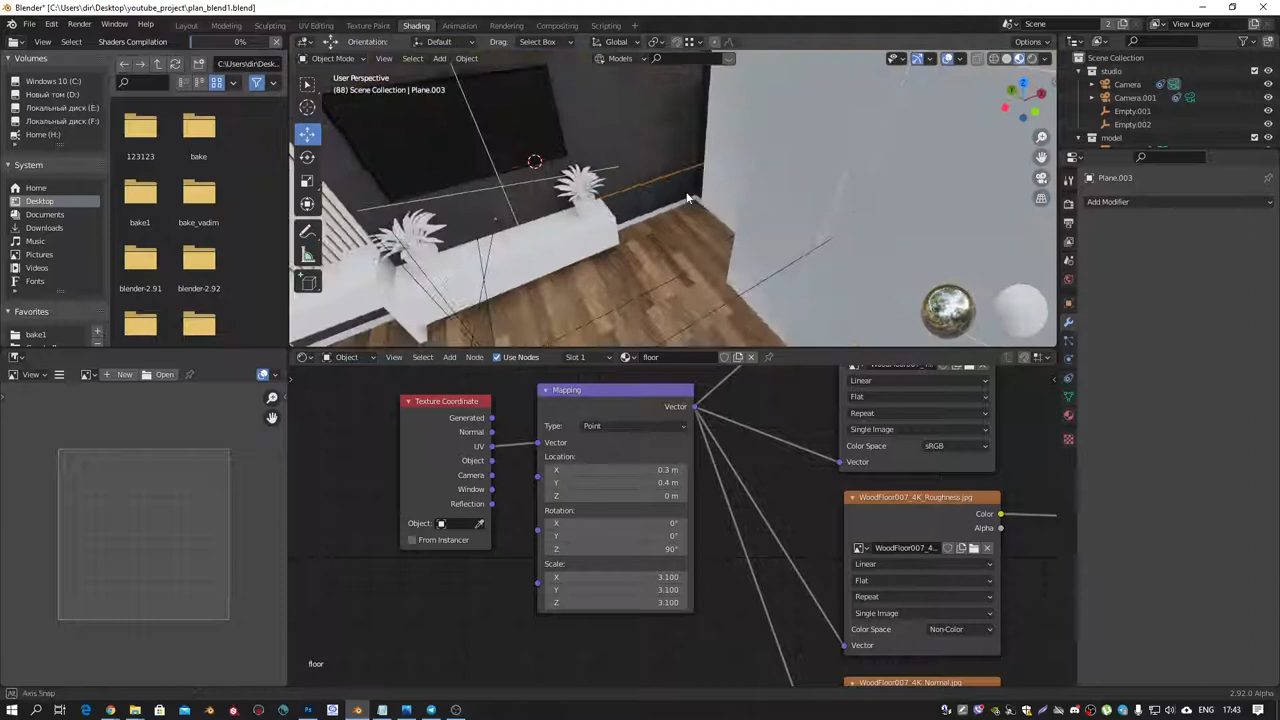 Blender* [C:\Users\dir\Desktop\youtube_project\plan_blend1.blend]
File Edit Render Window Help
Layout Modeling Sculpting UV Editing Texture Paint Shading Animation Rendering Compositing Scripting
Scene 2 View Layer
View Select Shaders Compilation 0%
Orientation: Default Drag: Select Box Global Options
Volumes
C:\Users\dir\Desk...
Windows 10 (C:)
Новый том (D:)
Локальный диск (E:)
Локальный диск (F:)
Home (H:)
System
Home
Desktop
Documents
Downloads
Music
Pictures
Videos
Fonts
Favorites
bake1
123123
bake
bake1
bake_vadim
blender-2.91
blender-2.92
Object Mode View Select Add Object Models
User Perspective
(88) Scene Collection | Plane.003
Scene Collection
studio
Camera
Camera.001
Empty.001
Empty.002
model
Plane.003
Add Modifier
View New Open
Object View Select Add Node Use Nodes Slot 1 floor
Texture Coordinate
Generated
Normal
UV
Object
Camera
Window
Reflection
Object:
From Instancer
Mapping
Vector
Type: Point
Vector
Location:
X 0.3 m
Y 0.4 m
Z 0 m
Rotation:
X 0°
Y 0°
Z 90°
Scale:
X 3.100
Y 3.100
Z 3.100
Linear
Flat
Repeat
Single Image
Color Space sRGB
Vector
WoodFloor007_4K_Roughness.jpg
Color
Alpha
WoodFloor007_4...
Linear
Flat
Repeat
Single Image
Color Space Non-Color
Vector
WoodFloor007_4K_Normal.jpg
floor
Axis Snap
2.92.0 Alpha
ENG 17:43